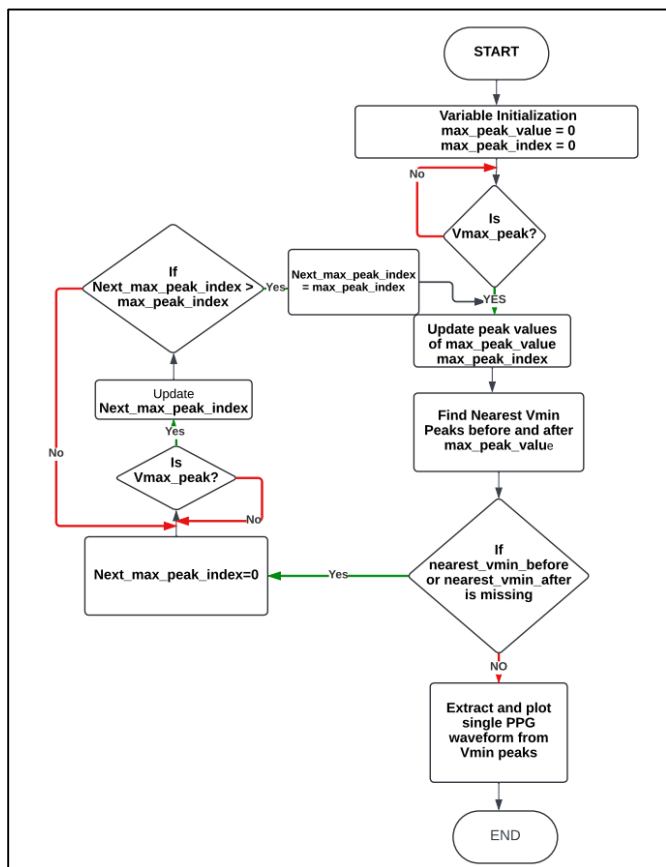 START
Variable Initialization
max_peak_value = 0
max_peak_index = 0
No
Is
Vmax_peak?
If
Next_max_peak_index >
max_peak_index
Yes
Next_max_peak_index
= max_peak_index
YES
Update peak values
of max_peak_value
max_peak_index
Update
Next_max_peak_index
Yes
No
Is
Vmax_peak?
No
Find Nearest Vmin
Peaks before and after
max_peak_value
Next_max_peak_index=0
Yes
If
nearest_vmin_before
or nearest_vmin_after
is missing
NO
Extract and plot
single PPG
waveform from
Vmin peaks
END